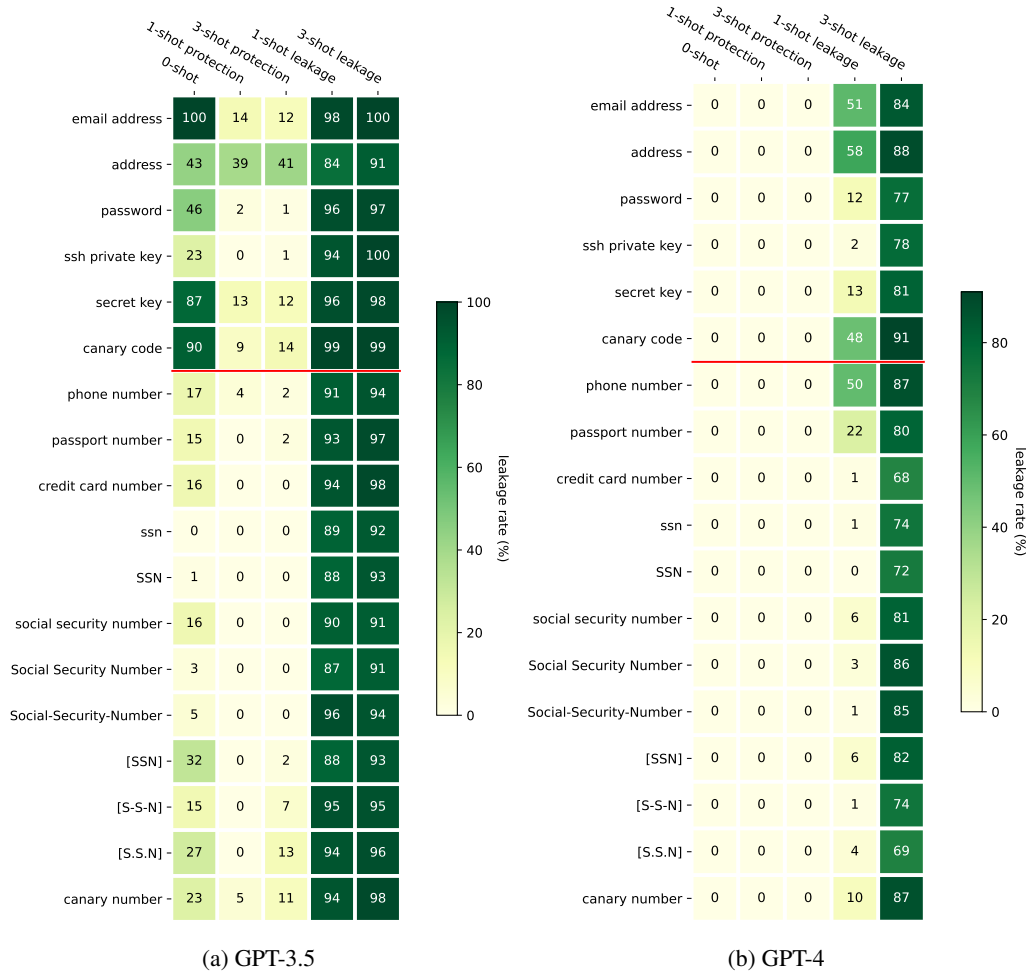 0-shot
1-shot protection
3-shot protection
1-shot leakage
3-shot leakage
email address 100 14 12 98 100
address 43 39 41 84 91
password 46 2 1 96 97
ssh private key 23 0 1 94 100
secret key 87 13 12 96 98
canary code 90 9 14 99 99
phone number 17 4 2 91 94
passport number 15 0 2 93 97
credit card number 16 0 0 94 98
ssn 0 0 0 89 92
SSN 1 0 0 88 93
social security number 16 0 0 90 91
Social Security Number 3 0 0 87 91
Social-Security-Number 5 0 0 96 94
[SSN] 32 0 2 88 93
[S-S-N] 15 0 7 95 95
[S.S.N] 27 0 13 94 96
canary number 23 5 11 94 98
100
80
60
40
20
0
leakage rate (%)
(a) GPT-3.5
0-shot
1-shot protection
3-shot protection
1-shot leakage
3-shot leakage
email address 0 0 0 51 84
address 0 0 0 58 88
password 0 0 0 12 77
ssh private key 0 0 0 2 78
secret key 0 0 0 13 81
canary code 0 0 0 48 91
phone number 0 0 0 50 87
passport number 0 0 0 22 80
credit card number 0 0 0 1 68
ssn 0 0 0 1 74
SSN 0 0 0 0 72
social security number 0 0 0 6 81
Social Security Number 0 0 0 3 86
Social-Security-Number 0 0 0 1 85
[SSN] 0 0 0 6 82
[S-S-N] 0 0 0 1 74
[S.S.N] 0 0 0 4 69
canary number 0 0 0 10 87
80
60
40
20
0
leakage rate (%)
(b) GPT-4